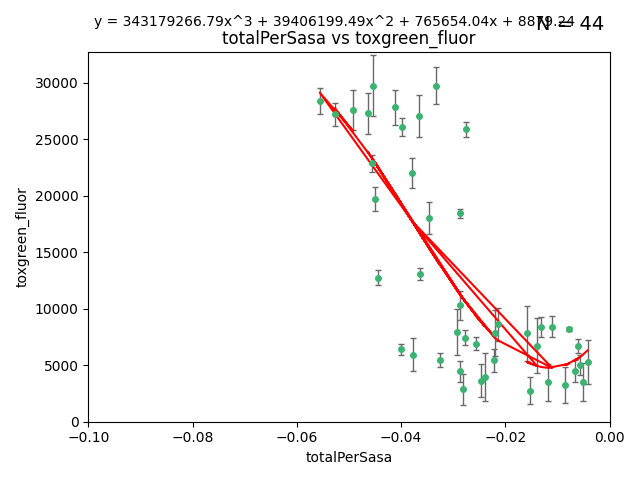 y = 343179266.79x^3 + 39406199.49x^2 + 765654.04x + 8879.24
N = 44
totalPerSasa vs toxgreen_fluor
30000
25000
20000
15000
10000
5000
0
toxgreen_fluor
−0.10 −0.08 −0.06 −0.04 −0.02 0.00
totalPerSasa